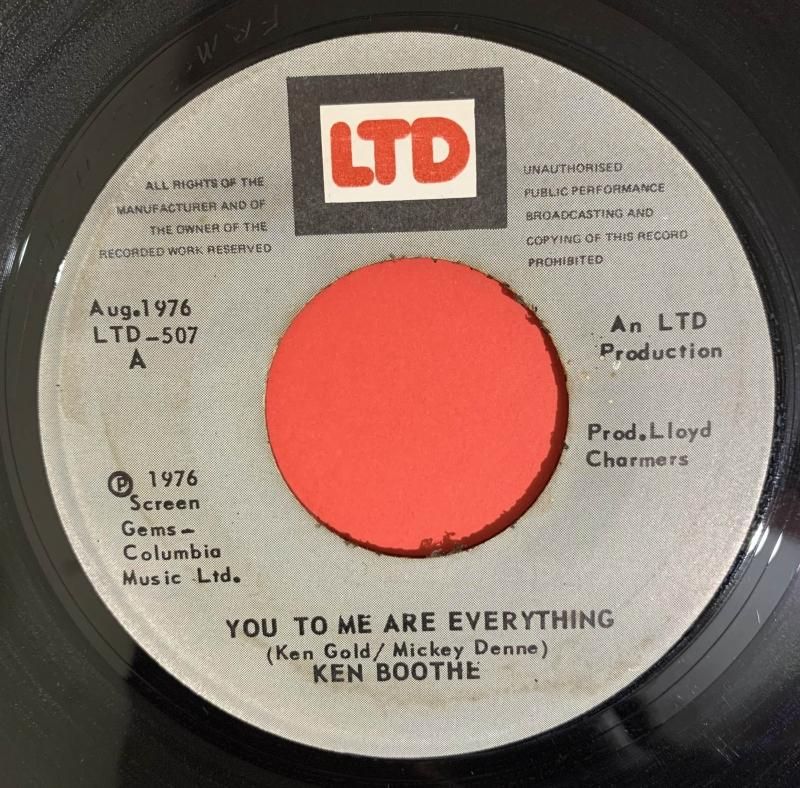 LTD
ALL RIGHTS OF THE
MANUFACTURER AND OF
THE OWNER OF THE
RECORDED WORK RESERVED
UNAUTHORISED
PUBLIC PERFORMANCE
BROADCASTING AND
COPYING OF THIS RECORD
PROHIBITED
Aug.1976
LTD-507
A
An LTD
Production
Prod.Lloyd
Charmers
Ⓟ 1976
Screen
Gems-
Columbia
Music Ltd.
YOU TO ME ARE EVERYTHING
(Ken Gold/ Mickey Denne)
KEN BOOTHE